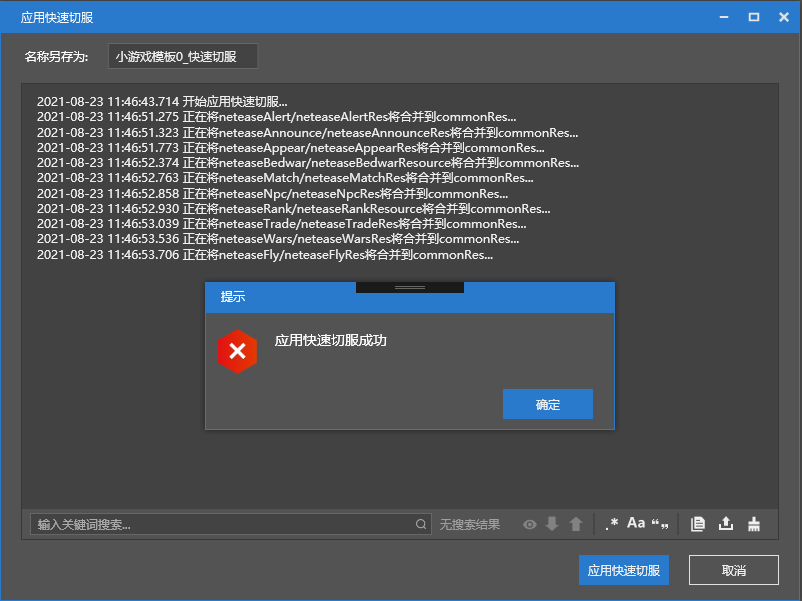 应用快速切服
名称另存为:
小游戏模板0_快速切服
2021-08-23 11:46:43.714 开始应用快速切服...
2021-08-23 11:46:51.275 正在将neteaseAlert/neteaseAlertRes将合并到commonRes...
2021-08-23 11:46:51.323 正在将neteaseAnnounce/neteaseAnnounceRes将合并到commonRes...
2021-08-23 11:46:51.773 正在将neteaseAppear/neteaseAppearRes将合并到commonRes...
2021-08-23 11:46:52.374 正在将neteaseBedwar/neteaseBedwarResource将合并到commonRes...
2021-08-23 11:46:52.763 正在将neteaseMatch/neteaseMatchRes将合并到commonRes...
2021-08-23 11:46:52.858 正在将neteaseNpc/neteaseNpcRes将合并到commonRes...
2021-08-23 11:46:52.930 正在将neteaseRank/neteaseRankResource将合并到commonRes...
2021-08-23 11:46:53.039 正在将neteaseTrade/neteaseTradeRes将合并到commonRes...
2021-08-23 11:46:53.536 正在将neteaseWars/neteaseWarsRes将合并到commonRes...
2021-08-23 11:46:53.706 正在将neteaseFly/neteaseFlyRes将合并到commonRes...
提示
应用快速切服成功
确定
输入关键词搜索...
无搜索结果
.* Aa “„
应用快速切服
取消